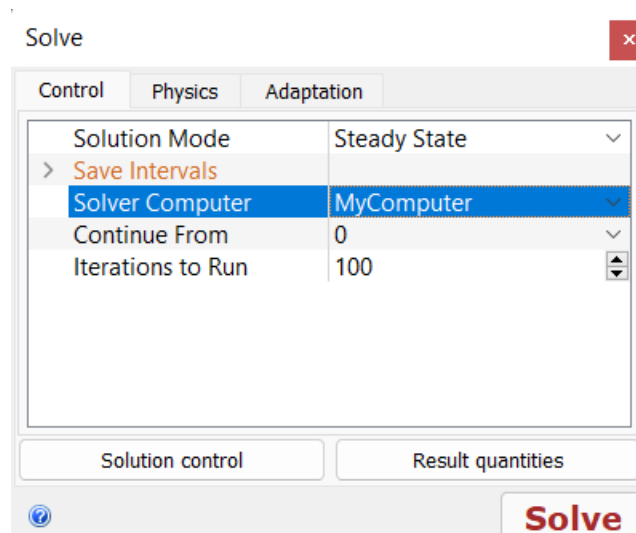 Solve
Control Physics Adaptation
Solution Mode Steady State
Save Intervals
Solver Computer MyComputer
Continue From 0
Iterations to Run 100
Solution control Result quantities
Solve